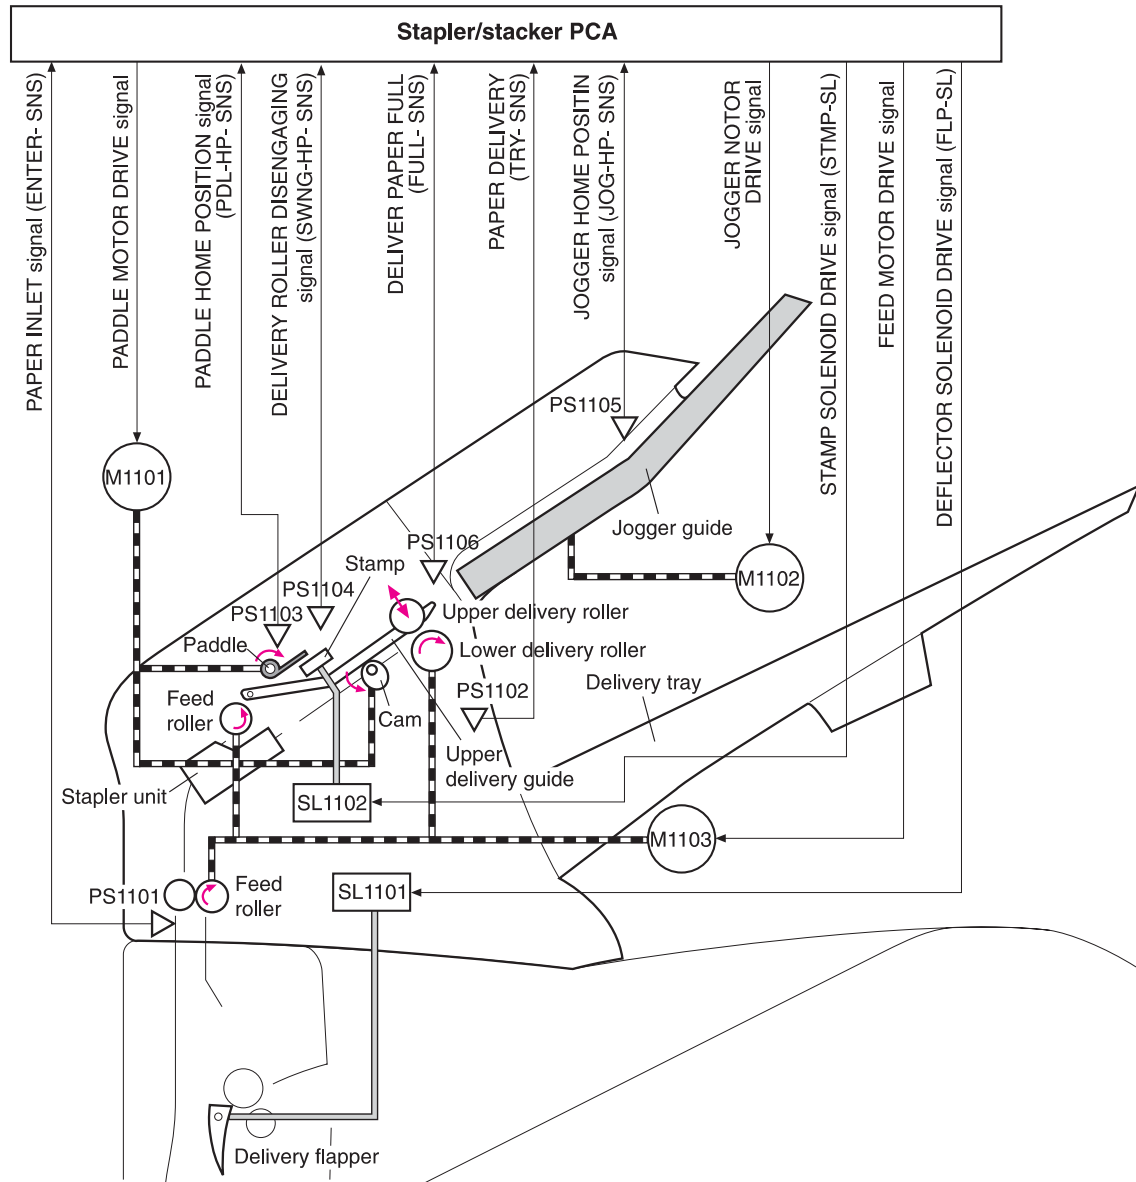 Stapler/stacker PCA
PAPER INLET signal (ENTER- SNS)
PADDLE MOTOR DRIVE signal
PADDLE HOME POSITION signal
(PDL-HP- SNS)
DELIVERY ROLLER DISENGAGING
signal (SWNG-HP- SNS)
DELIVER PAPER FULL
(FULL- SNS)
PAPER DELIVERY
(TRY- SNS)
JOGGER HOME POSITIN
signal (JOG-HP- SNS)
JOGGER NOTOR
DRIVE signal
STAMP SOLENOID DRIVE signal (STMP-SL)
FEED MOTOR DRIVE signal
DEFLECTOR SOLENOID DRIVE signal (FLP-SL)
PS1105
M1101
Jogger guide
PS1106
Stamp
M1102
PS1104
PS1103
Upper delivery roller
Paddle
Lower delivery roller
PS1102
Delivery tray
Feed
roller
Cam
Upper
delivery guide
Stapler unit
SL1102
M1103
PS1101
Feed
roller
SL1101
Delivery flapper